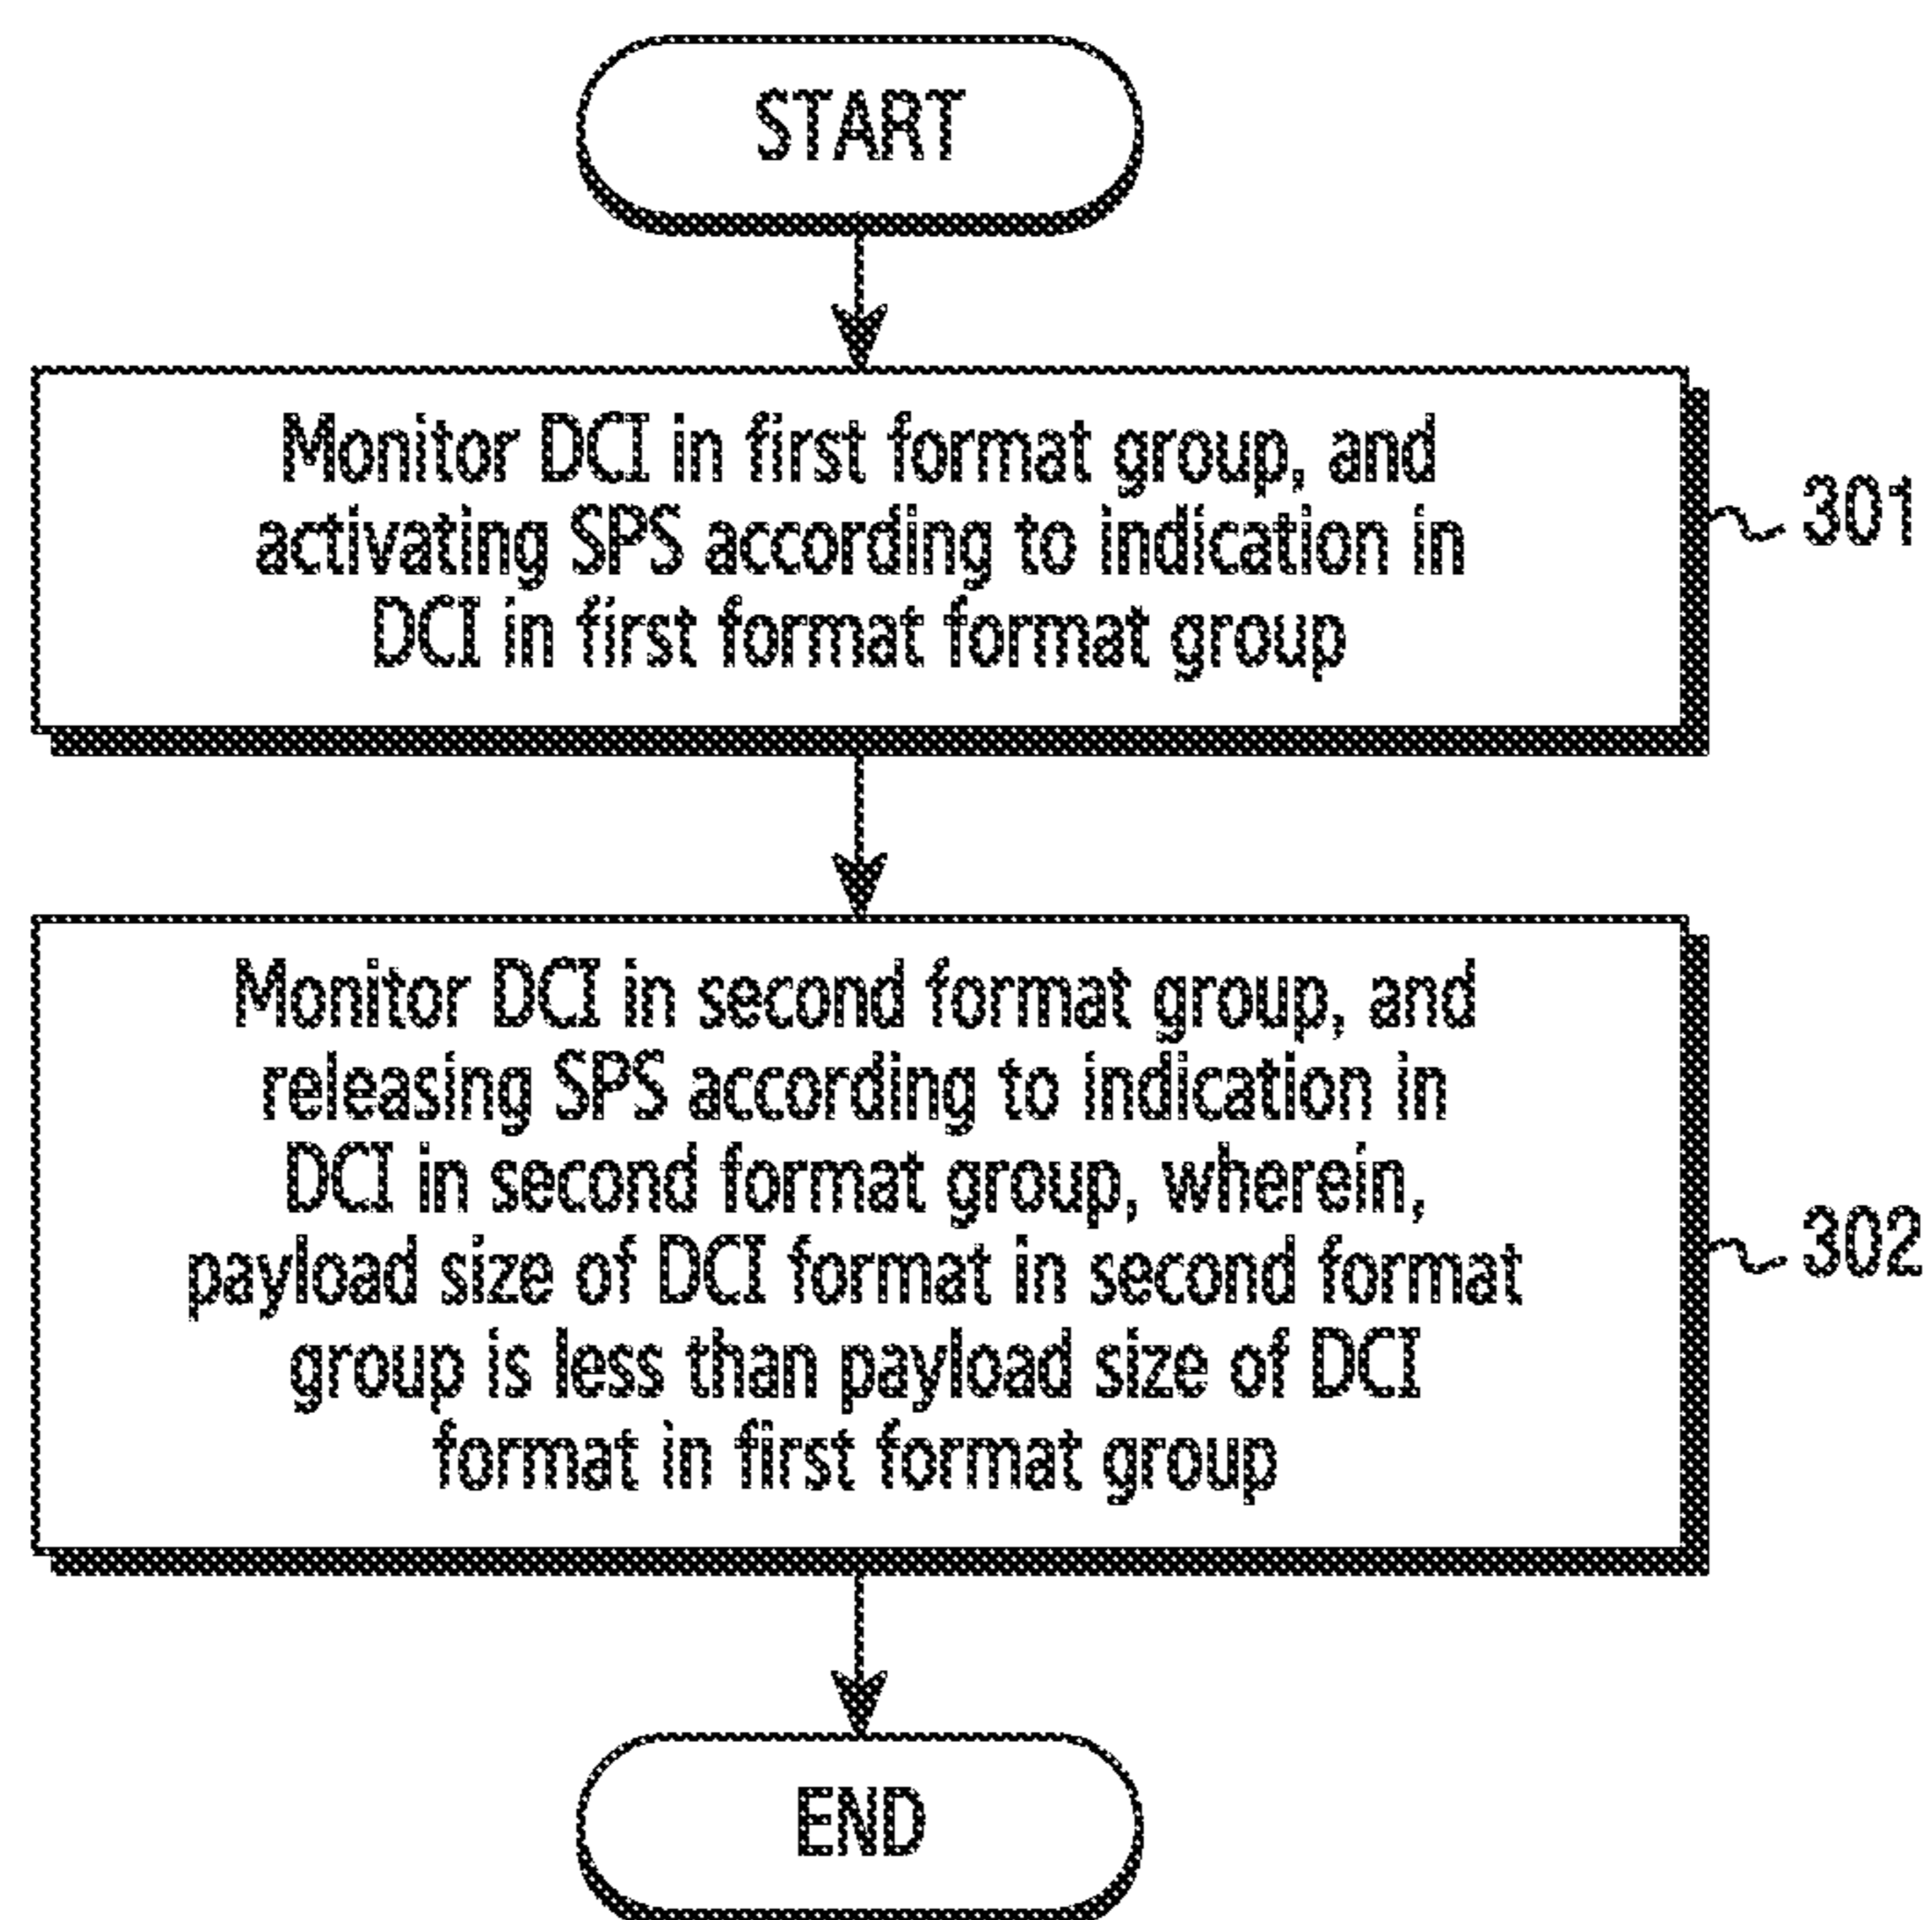 START
Monitor DCI in first format group, and
activating SPS according to indication in
DCI in first format format group
301
Monitor DCI in second format group, and
releasing SPS according to indication in
DCI in second format group, wherein,
payload size of DCI format in second format
group is less than payload size of DCI
format in first format group
302
END